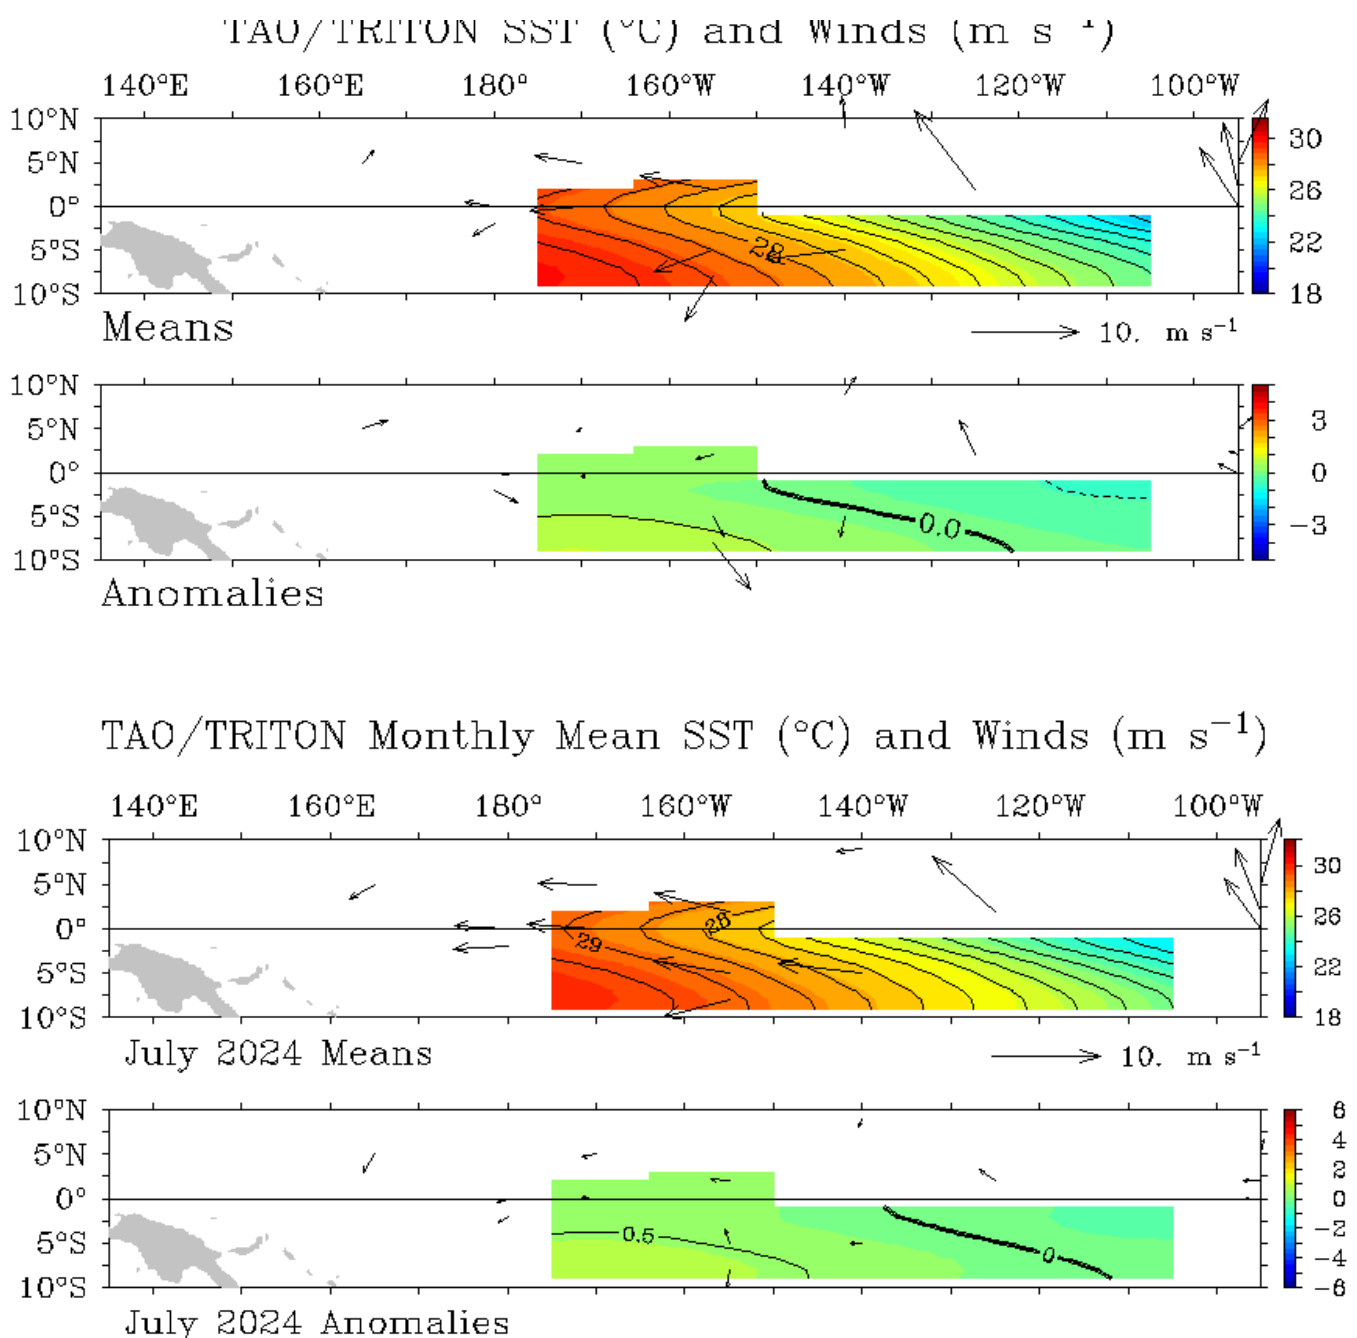 TAO/TRITON SST (°C) and Winds (m s⁻¹)
140°E 160°E 180° 160°W 140°W 120°W 100°W
10°N
5°N
0°
5°S
10°S
28
30
26
22
18
Means
10. m s⁻¹
10°N
5°N
0°
5°S
10°S
0.0
3
0
−3
Anomalies
TAO/TRITON Monthly Mean SST (°C) and Winds (m s⁻¹)
140°E 160°E 180° 160°W 140°W 120°W 100°W
10°N
5°N
0°
5°S
10°S
28
29
30
26
22
18
July 2024 Means
10. m s⁻¹
10°N
5°N
0°
5°S
10°S
0.5
0
6
4
2
0
−2
−4
−6
July 2024 Anomalies